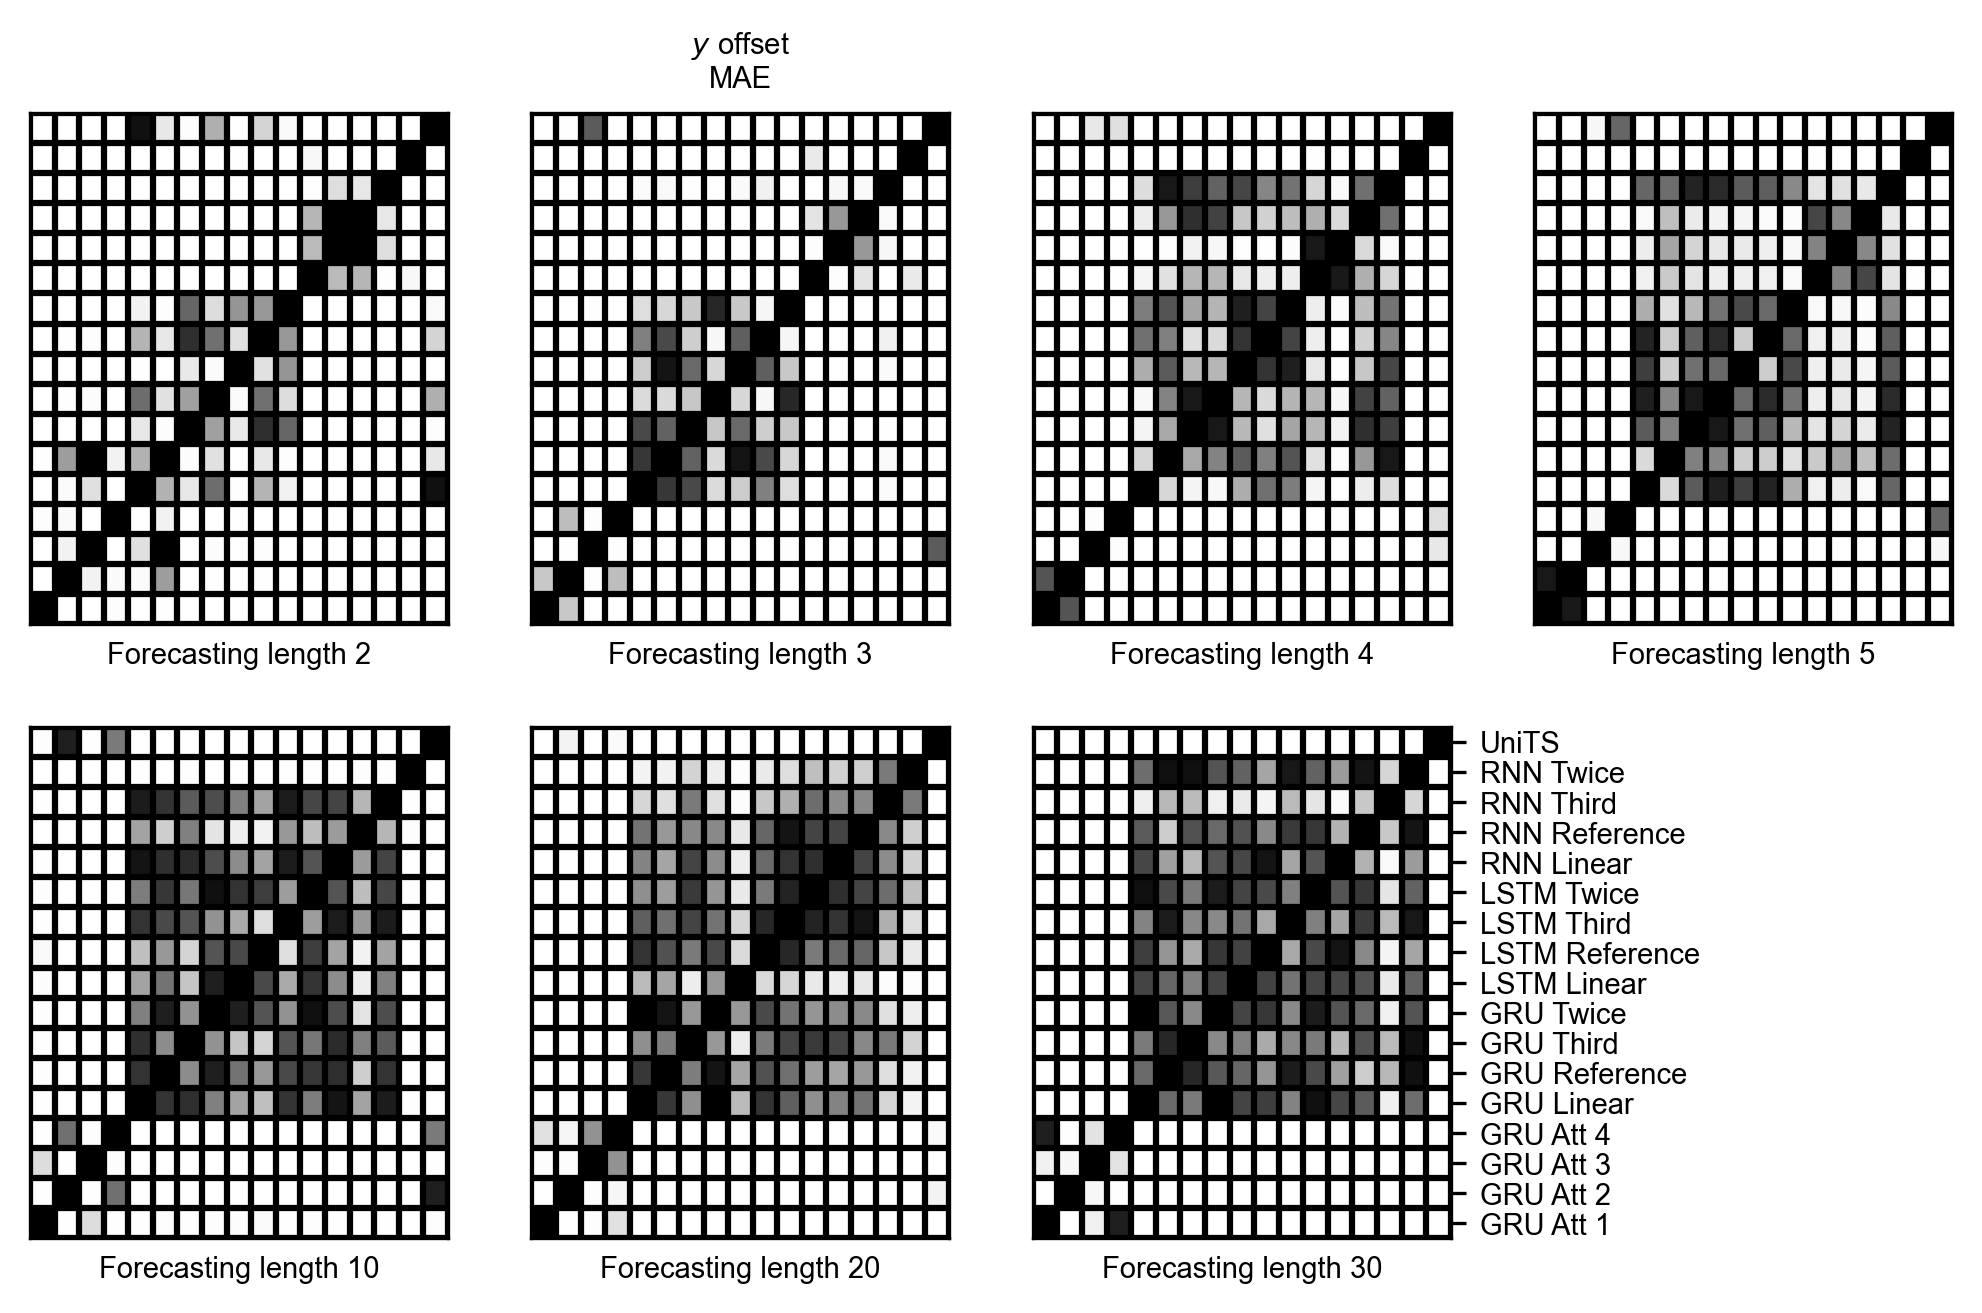 y offset
MAE
Forecasting length 2
Forecasting length 3
Forecasting length 4
Forecasting length 5
UniTS
RNN Twice
RNN Third
RNN Reference
RNN Linear
LSTM Twice
LSTM Third
LSTM Reference
LSTM Linear
GRU Twice
GRU Third
GRU Reference
GRU Linear
GRU Att 4
GRU Att 3
GRU Att 2
GRU Att 1
Forecasting length 10
Forecasting length 20
Forecasting length 30